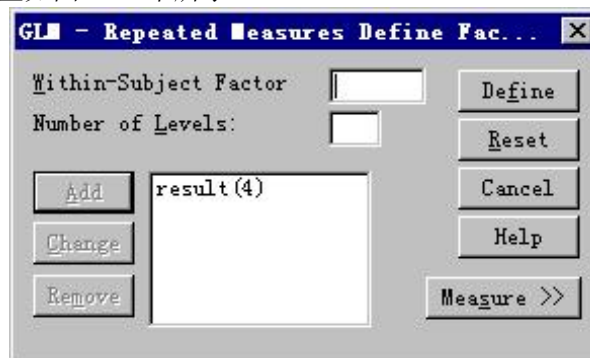 GLM - Repeated Measures Define Fac... ×
Within-Subject Factor
Number of Levels:
Define
Reset
Add
result(4)
Cancel
Change
Help
Remove
Measure >>